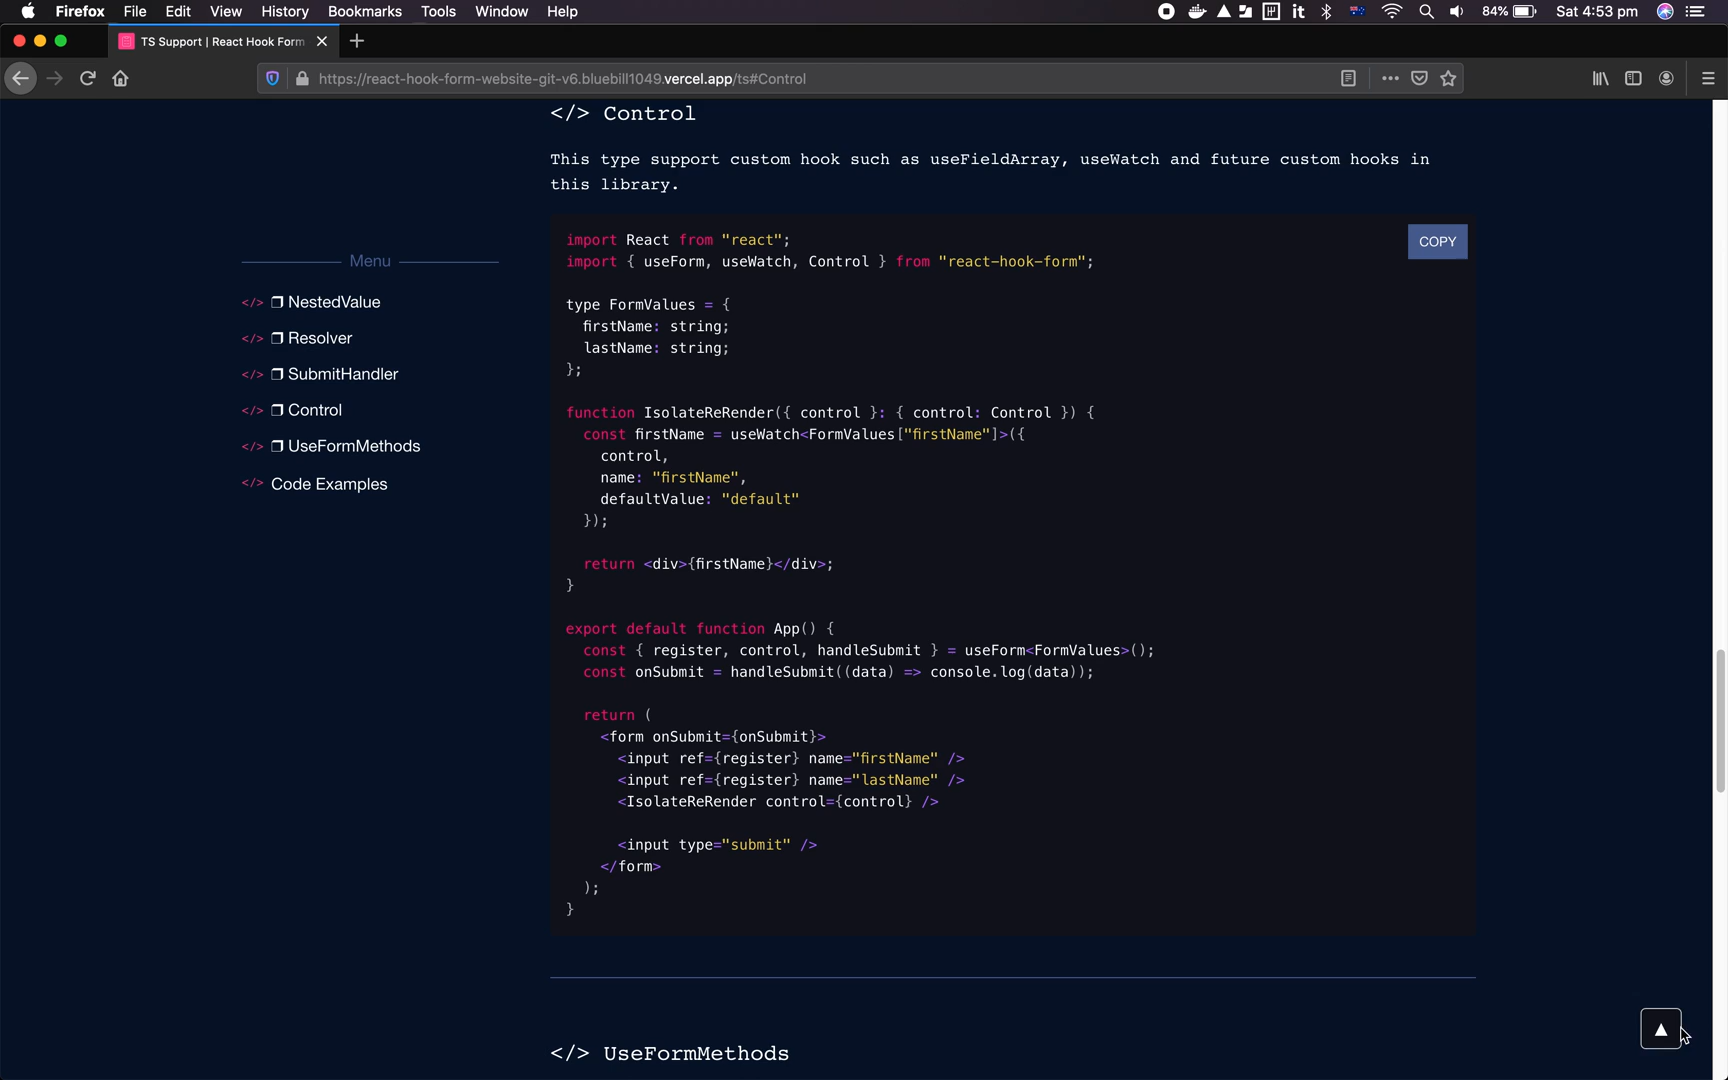 Firefox File Edit View History Bookmarks Tools Window Help 84% Sat 4:53 pm
TS Support | React Hook Form
https://react-hook-form-website-git-v6.bluebill1049.vercel.app/ts#Control
</> Control
This type support custom hook such as useFieldArray, useWatch and future custom hooks in
this library.
Menu
</> ❐ NestedValue
</> ❐ Resolver
</> ❐ SubmitHandler
</> ❐ Control
</> ❐ UseFormMethods
</> Code Examples
COPY
import React from "react";
import { useForm, useWatch, Control } from "react-hook-form";
type FormValues = {
  firstName: string;
  lastName: string;
};
function IsolateReRender({ control }: { control: Control }) {
  const firstName = useWatch<FormValues["firstName"]>({
    control,
    name: "firstName",
    defaultValue: "default"
  });
  return <div>{firstName}</div>;
}
export default function App() {
  const { register, control, handleSubmit } = useForm<FormValues>();
  const onSubmit = handleSubmit((data) => console.log(data));
  return (
    <form onSubmit={onSubmit}>
      <input ref={register} name="firstName" />
      <input ref={register} name="lastName" />
      <IsolateReRender control={control} />
      <input type="submit" />
    </form>
  );
}
</> UseFormMethods